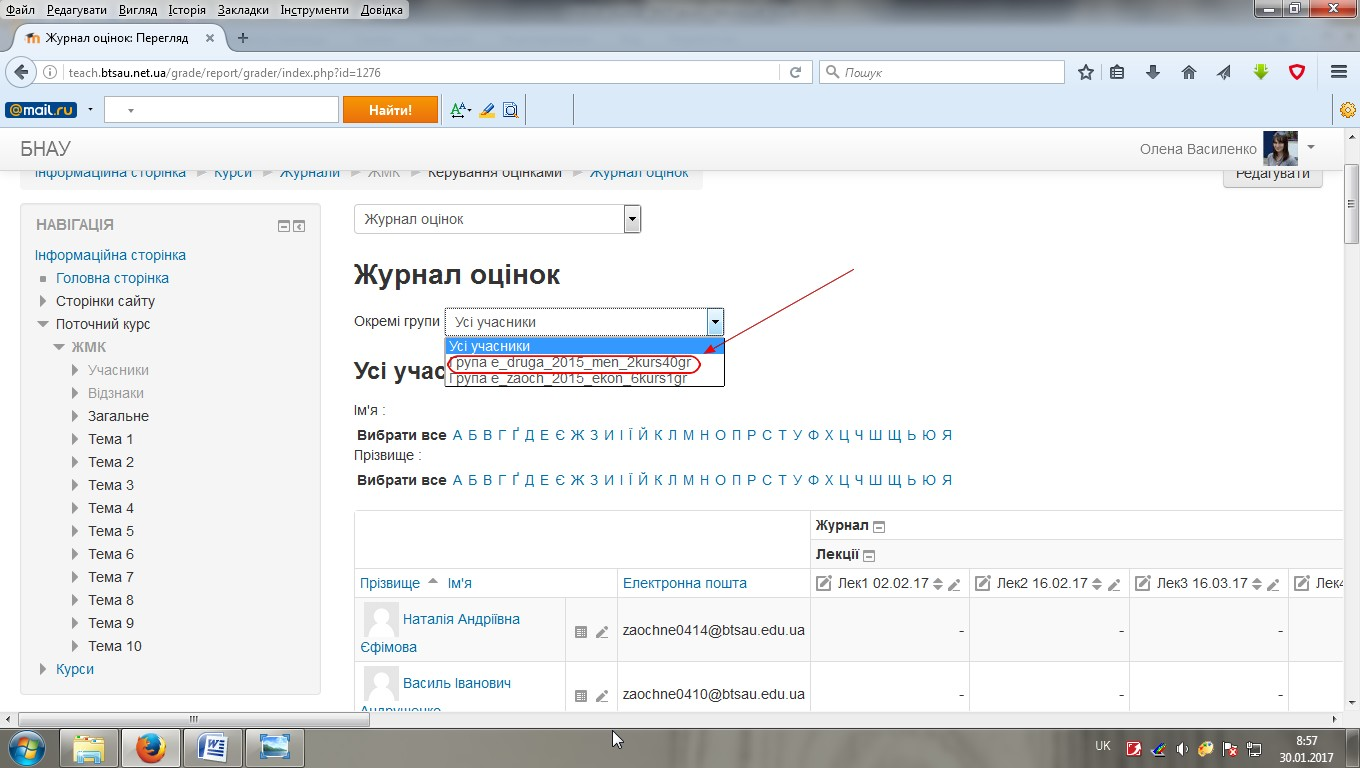 Файл Редагувати Вигляд Історія Закладки Інструменти Довідка
Журнал оцінок: Перегляд
teach.btsau.net.ua/grade/report/grader/index.php?id=1276
Пошук
@mail.ru Найти!
БНАУ
Олена Василенко
Інформаційна сторінка Курси Журнали ЖМК Керування оцінками Журнал оцінок
Редагувати
НАВІГАЦІЯ
Інформаційна сторінка
Головна сторінка
Сторінки сайту
Поточний курс
ЖМК
Учасники
Відзнаки
Загальне
Тема 1
Тема 2
Тема 3
Тема 4
Тема 5
Тема 6
Тема 7
Тема 8
Тема 9
Тема 10
Курси
Журнал оцінок
Журнал оцінок
Окремі групи Усі учасники
Усі учасники
Група e_druga_2015_men_2kurs40gr
Група e_zaoch_2015_ekon_6kurs1gr
Усі учас
Ім'я :
Вибрати все А Б В Г Ґ Д Е Є Ж З И І Ї Й К Л М Н О П Р С Т У Ф Х Ц Ч Ш Щ Ь Ю Я
Прізвище :
Вибрати все А Б В Г Ґ Д Е Є Ж З И І Ї Й К Л М Н О П Р С Т У Ф Х Ц Ч Ш Щ Ь Ю Я
Журнал
Лекції
Прізвище Ім'я Електронна пошта Лек1 02.02.17 Лек2 16.02.17 Лек3 16.03.17 Лек4
Наталія Андріївна
Єфімова
zaochne0414@btsau.edu.ua - - -
Василь Іванович
Андрущенко
zaochne0410@btsau.edu.ua - - -
UK
8:57
30.01.2017